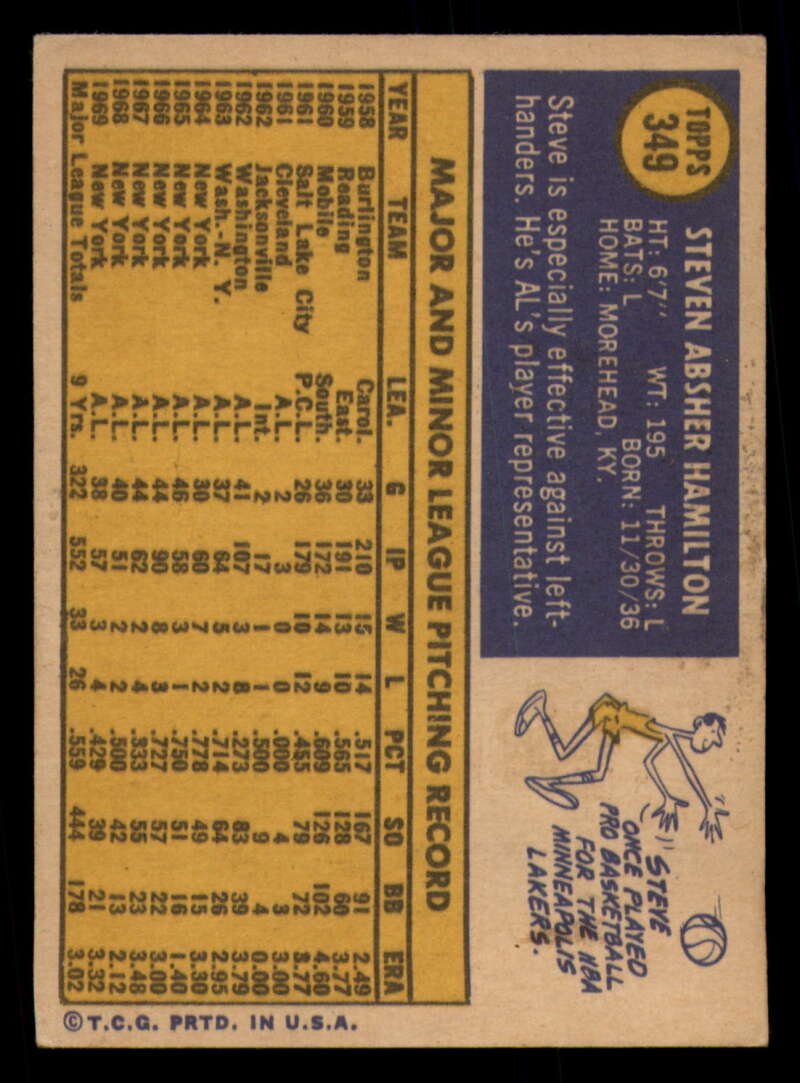 TOPPS
349
STEVEN ABSHER HAMILTON
HT: 6'7" WT: 195 THROWS: L
BATS: L BORN: 11/30/36
HOME: MOREHEAD, KY.
Steve is especially effective against left-
handers. He's AL's player representative.
STEVE
ONCE PLAYED
PRO BASKETBALL
FOR THE NBA
MINNEAPOLIS
LAKERS.
MAJOR AND MINOR LEAGUE PITCHING RECORD
YEAR TEAM LEA. G IP W L PCT SO BB ERA
1958 Burlington Carol. 33 210 15 14 .517 167 91 2.49
1959 Reading East. 30 191 13 10 .565 128 60 3.77
1960 Mobile South. 36 172 14 9 .609 126 102 4.60
1961 Salt Lake City P.C.L. 26 179 10 12 .455 79 72 3.77
1961 Cleveland A.L. 2 3 0 0 .000 4 3 3.00
1962 Jacksonville Int. 2 17 1 1 .500 9 4 0.00
1962 Washington A.L. 41 107 3 8 .273 83 39 3.79
1963 Wash.-N. Y. A.L. 37 64 5 2 .714 64 26 2.95
1964 New York A.L. 30 60 7 2 .778 49 15 3.30
1965 New York A.L. 46 58 3 1 .750 51 16 1.40
1966 New York A.L. 44 90 8 3 .727 57 22 3.00
1967 New York A.L. 44 62 2 4 .333 55 23 3.48
1968 New York A.L. 40 51 2 2 .500 42 13 2.12
1969 New York A.L. 38 57 3 4 .429 39 21 3.32
Major League Totals 9 Yrs. 322 552 33 26 .559 444 178 3.02
© T.C.G. PRTD. IN U.S.A.